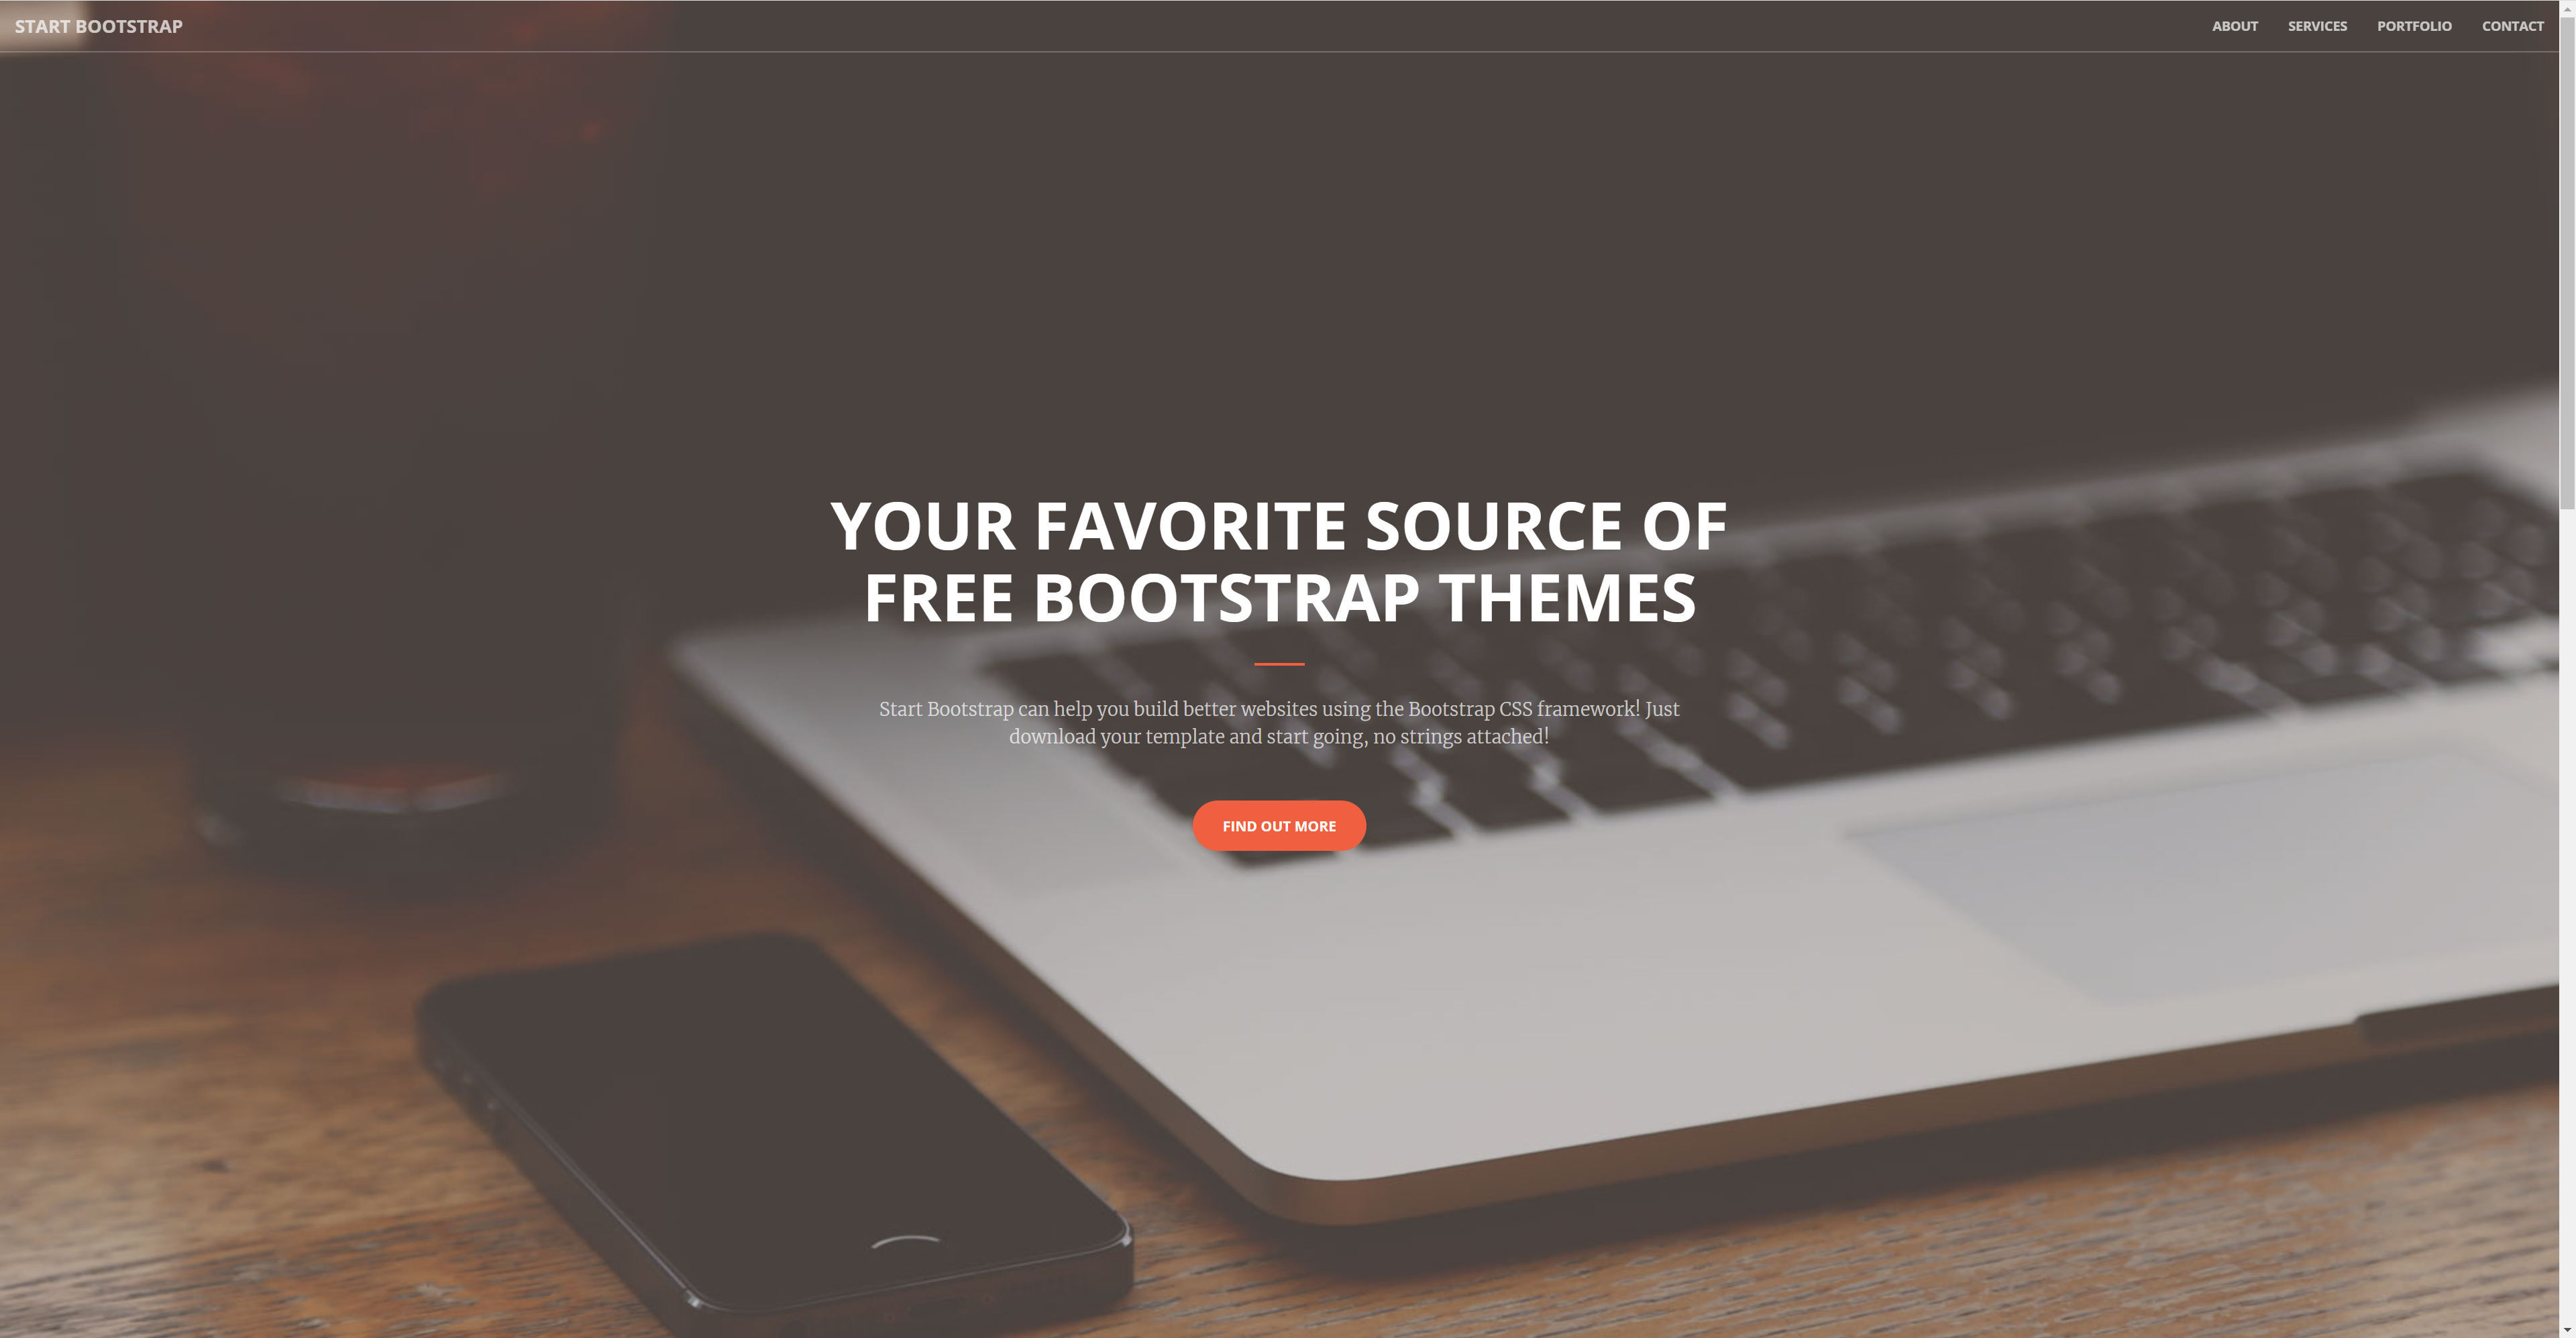 START BOOTSTRAP
ABOUT SERVICES PORTFOLIO CONTACT
YOUR FAVORITE SOURCE OF
FREE BOOTSTRAP THEMES
Start Bootstrap can help you build better websites using the Bootstrap CSS framework! Just
download your template and start going, no strings attached!
FIND OUT MORE